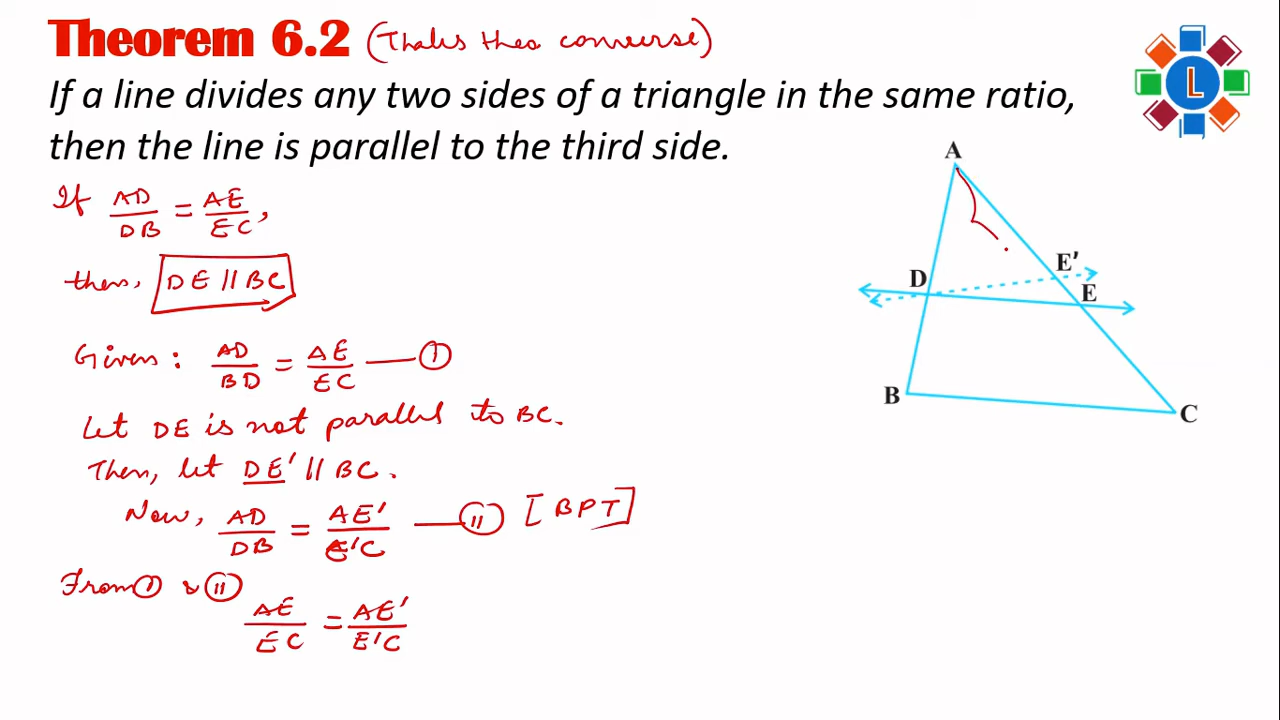 Theorem 6.2 (Thales theo converse)
If a line divides any two sides of a triangle in the same ratio,
then the line is parallel to the third side.
If AD/DB = AE/EC,
then, DE || BC
Given: AD/BD = AE/EC — (I)
Let DE is not parallel to BC.
Then, let DE' || BC.
Now, AD/DB = AE'/E'C — (II) [BPT]
From (I) & (II)
AE/EC = AE'/E'C
L
A
D
E'
E
B
C